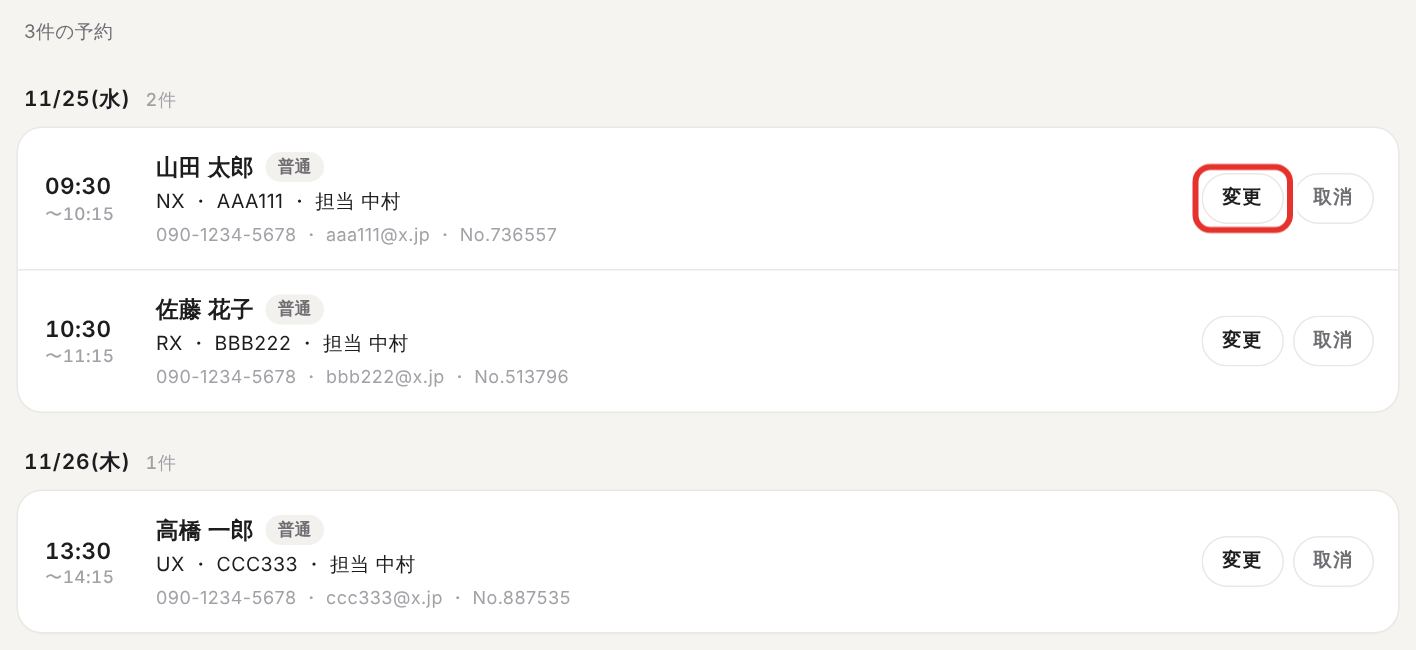 3件の予約
11/25(水) 2件
09:30
〜10:15
山田 太郎 普通
NX ・ AAA111 ・ 担当 中村
090-1234-5678 ・ aaa111@x.jp ・ No.736557
変更 取消
10:30
〜11:15
佐藤 花子 普通
RX ・ BBB222 ・ 担当 中村
090-1234-5678 ・ bbb222@x.jp ・ No.513796
変更 取消
11/26(木) 1件
13:30
〜14:15
高橋 一郎 普通
UX ・ CCC333 ・ 担当 中村
090-1234-5678 ・ ccc333@x.jp ・ No.887535
変更 取消